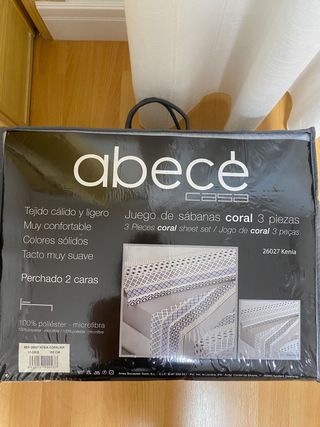 abecé
casa
Tejido cálido y ligero
Muy confortable
Colores sólidos
Tacto muy suave
Perchado 2 caras
Juego de sábanas coral 3 piezas
3 Pieces coral sheet set / Jogo de coral 3 peças
26027 Kenia
100% poliéster - microfibra